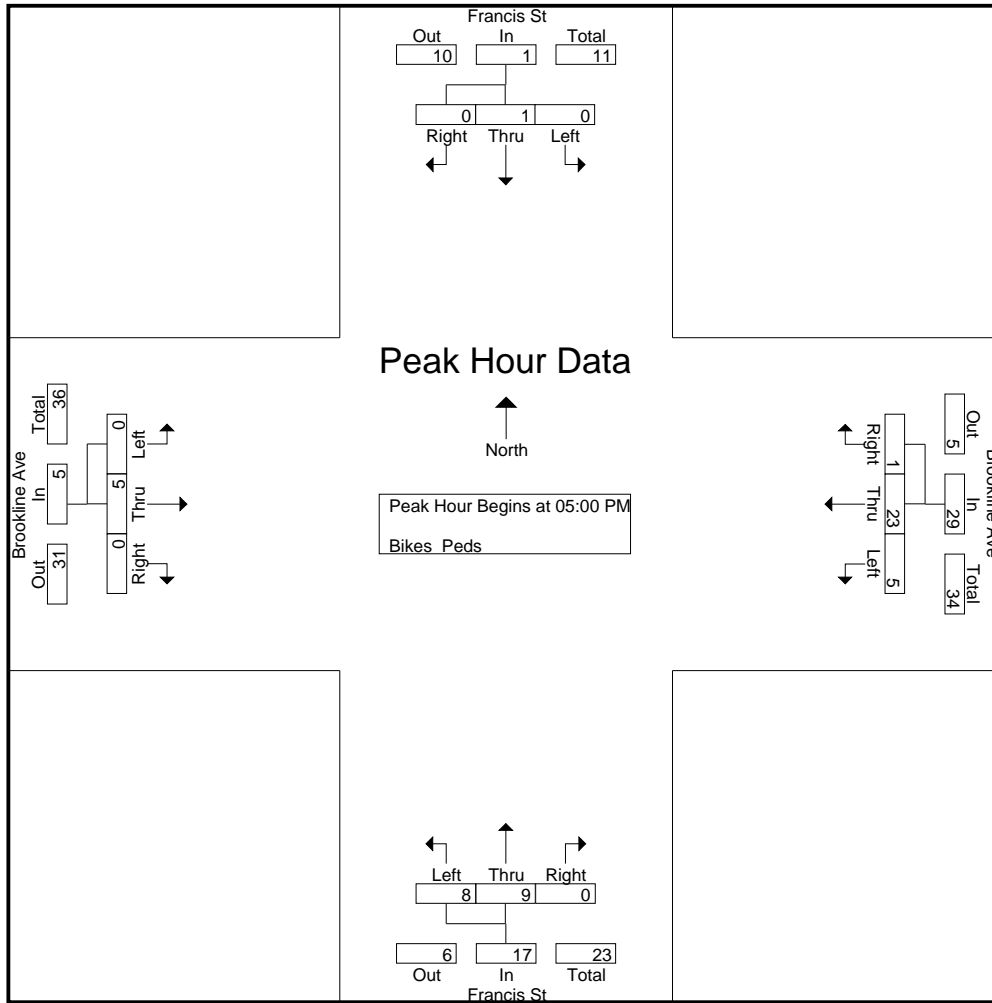 Francis St
Out In Total
10 1 11
0 1 0
Right Thru Left
Peak Hour Data
North
Peak Hour Begins at 05:00 PM
Bikes Peds
Brookline Ave
Out In Total
31 5 36
0 5 0
Right Thru Left
Brookline Ave
Out In Total
5 29 34
1 23 5
Right Thru Left
Left Thru Right
8 9 0
6 17 23
Out In Total
Francis St